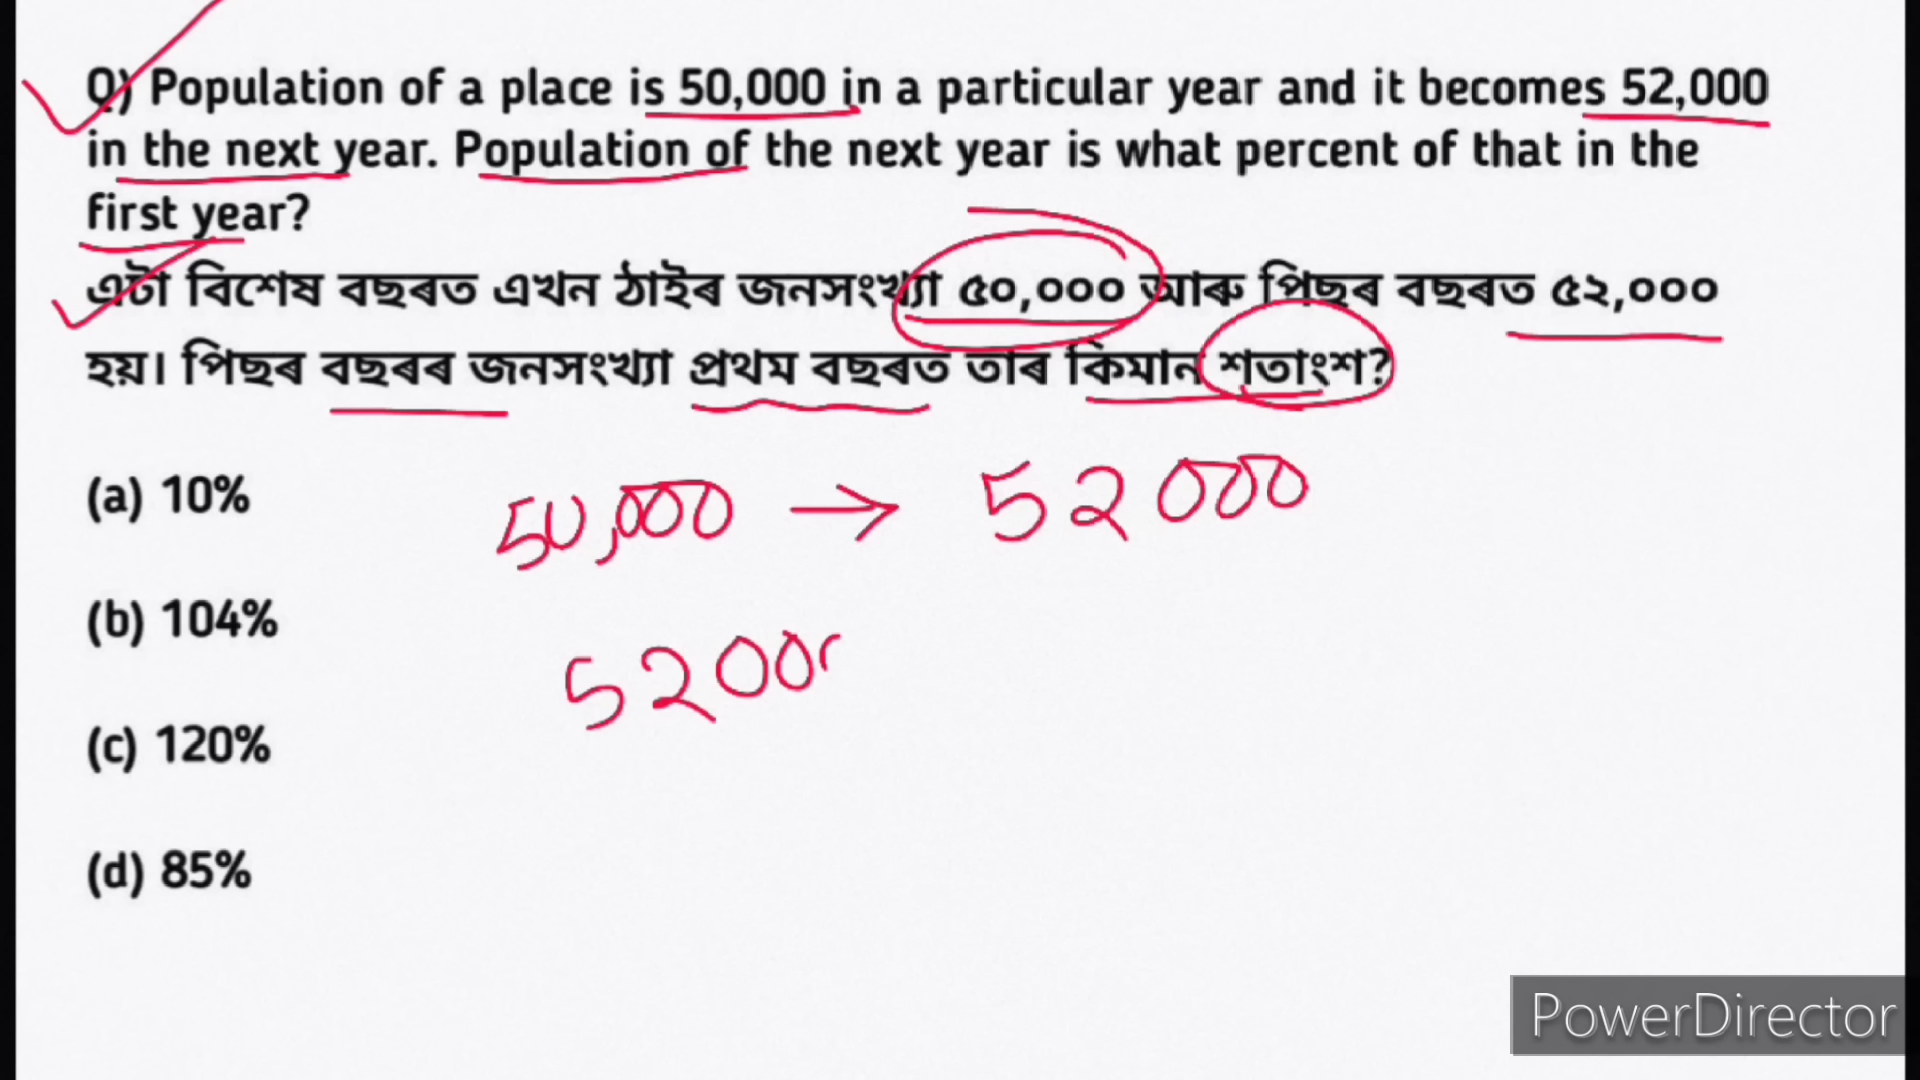 Q) Population of a place is 50,000 in a particular year and it becomes 52,000
in the next year. Population of the next year is what percent of that in the
first year?
এটা বিশেষ বছৰত এখন ঠাইৰ জনসংখ্যা ৫০,০০০ আৰু পিছৰ বছৰত ৫২,০০০
হয়। পিছৰ বছৰৰ জনসংখ্যা প্ৰথম বছৰত তাৰ কিমান শতাংশ?
(a) 10%
50,000 → 52000
(b) 104%
5200
(c) 120%
(d) 85%
PowerDirector